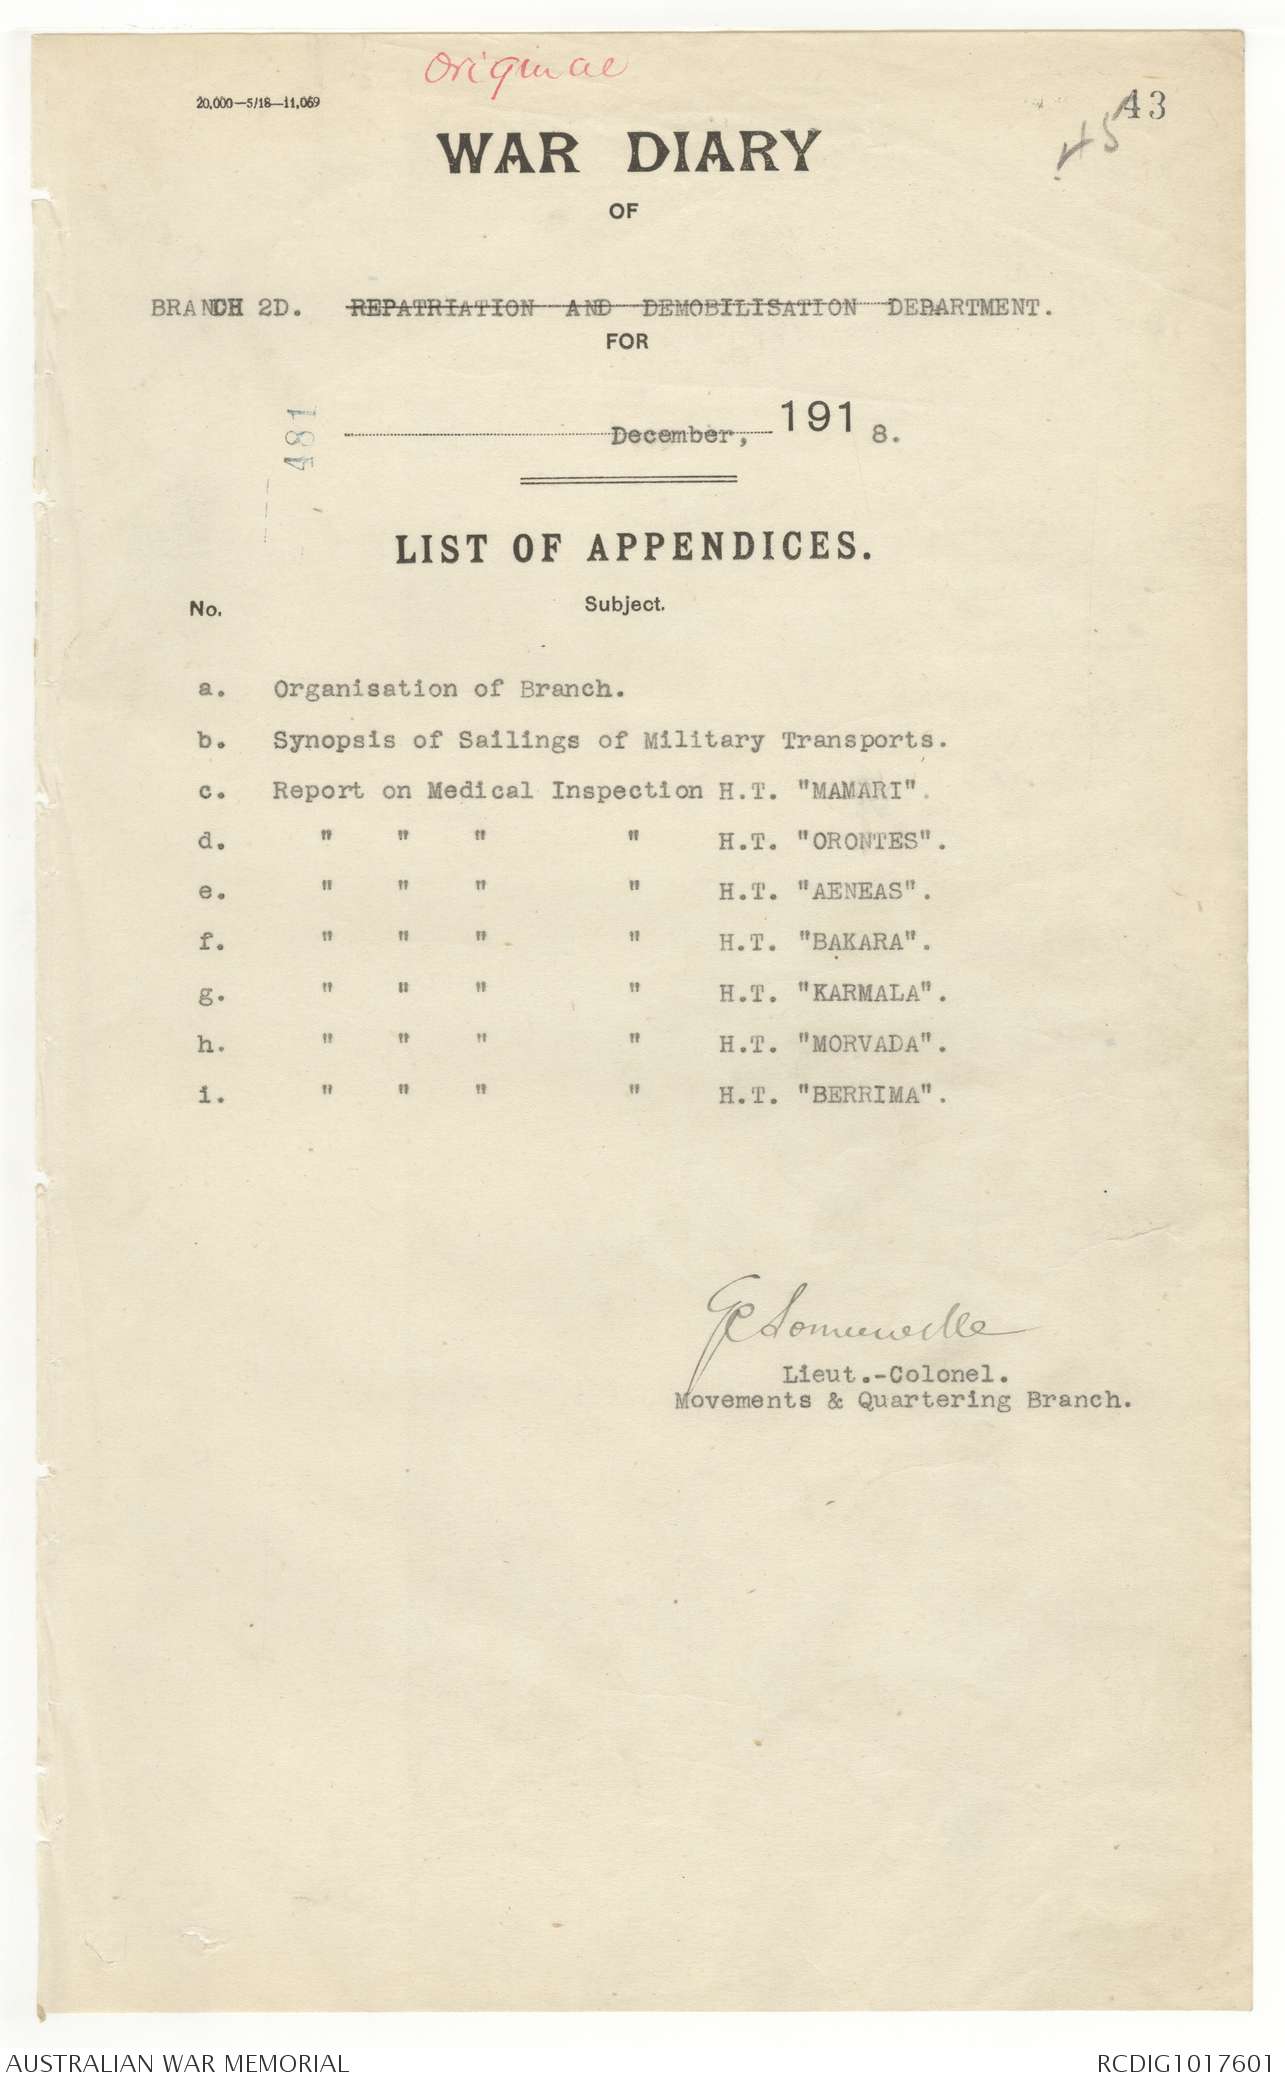 Original
20,000—5/18—11,069
43
45
WAR DIARY
OF
BRANCH 2D. REPATRIATION AND DEMOBILISATION DEPARTMENT.
FOR
481
December, 1918.
LIST OF APPENDICES.
No. Subject.
a. Organisation of Branch.
b. Synopsis of Sailings of Military Transports.
c. Report on Medical Inspection H.T. "MAMARI".
d. " " " " H.T. "ORONTES".
e. " " " " H.T. "AENEAS".
f. " " " " H.T. "BAKARA".
g. " " " " H.T. "KARMALA".
h. " " " " H.T. "MORVADA".
i. " " " " H.T. "BERRIMA".
Somerville
Lieut.-Colonel.
Movements & Quartering Branch.
AUSTRALIAN WAR MEMORIAL
RCDIG1017601